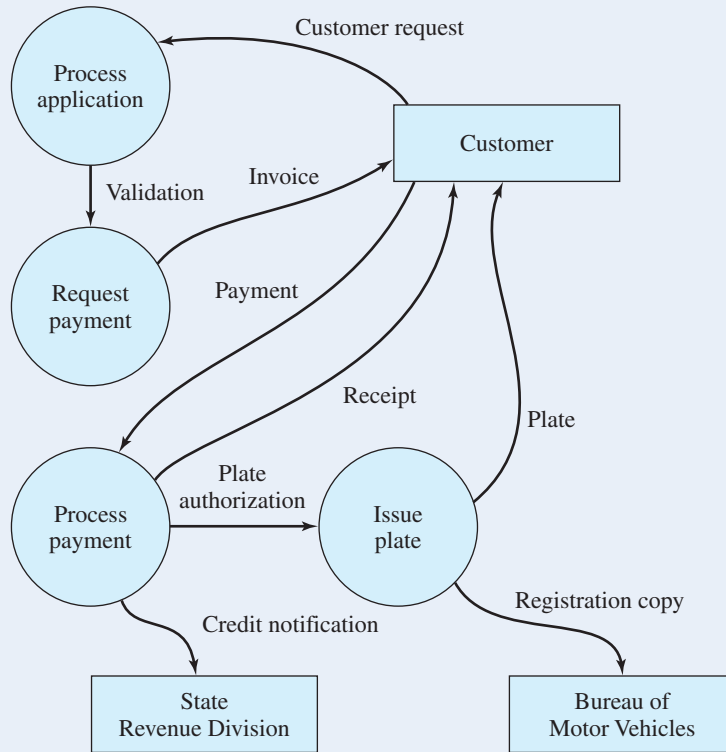 Customer request
Process
application
Customer
Validation
Invoice
Request
payment
Payment
Receipt
Plate
Plate
authorization
Process
payment
Issue
plate
Registration copy
Credit notification
State
Revenue Division
Bureau of
Motor Vehicles